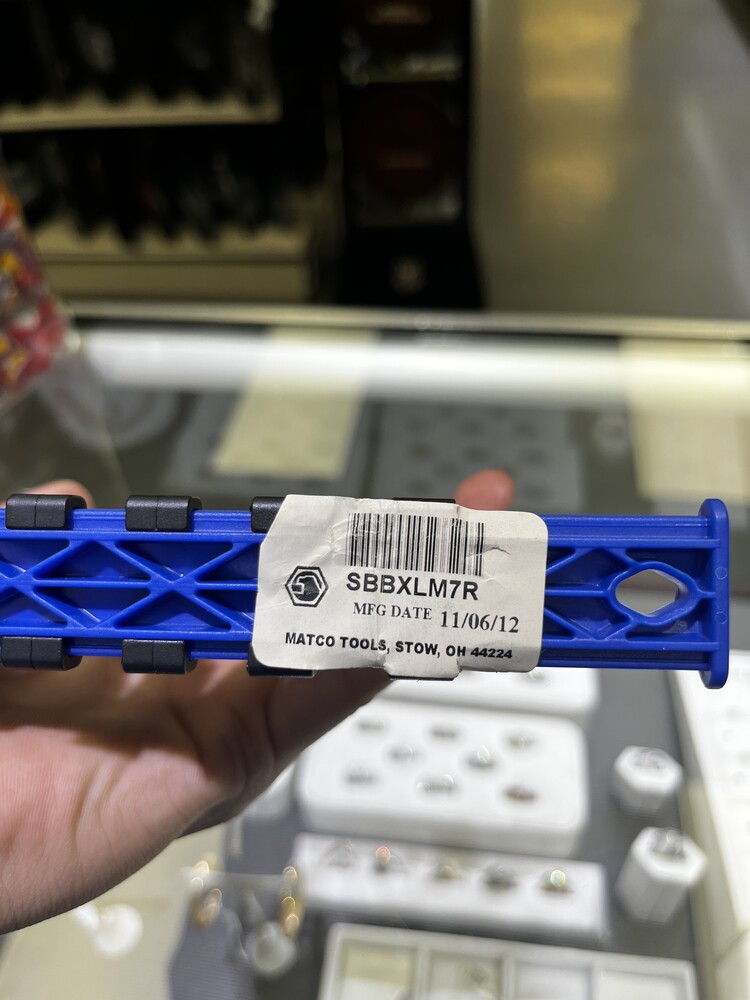 SBBXLM7R
MFG DATE 11/06/12
MATCO TOOLS, STOW, OH 44224